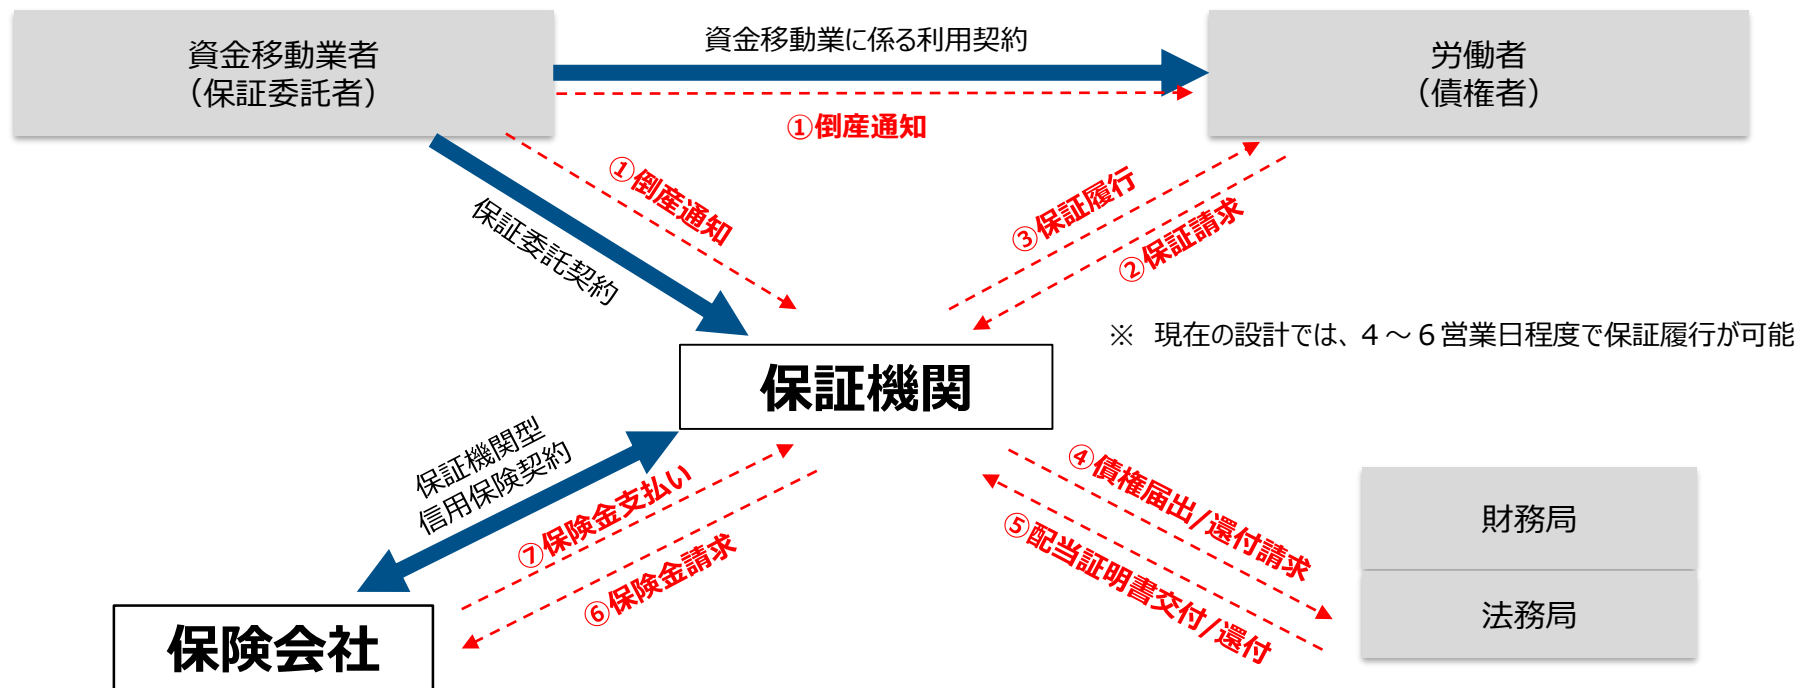 資金移動業者
（保証委託者）
資金移動業に係る利用契約
労働者
（債権者）
①倒産通知
①倒産通知
保証委託契約
③保証履行
②保証請求
※　現在の設計では、４～６営業日程度で保証履行が可能
保証機関
保証機関型
信用保険契約
⑦保険金支払い
⑥保険金請求
④債権届出/還付請求
⑤配当証明書交付/還付
財務局
法務局
保険会社